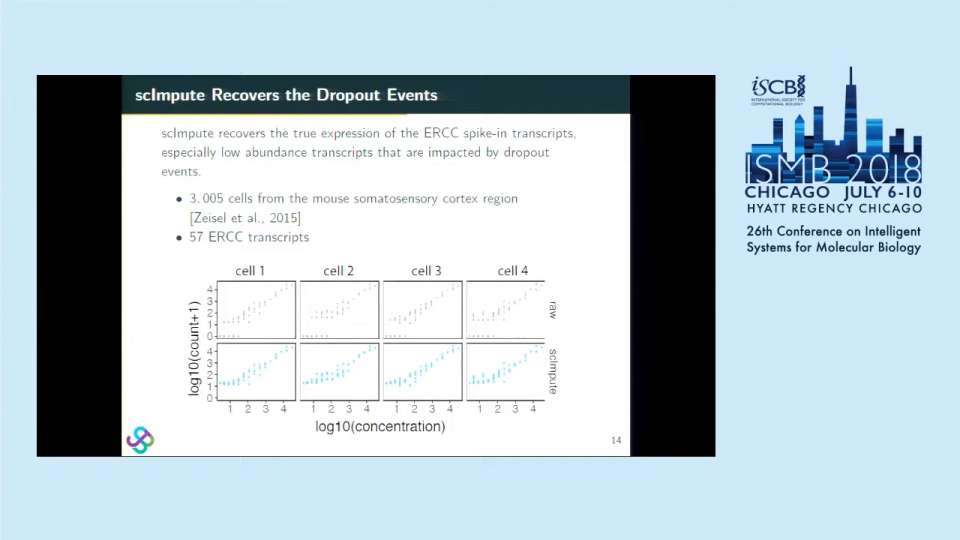 scImpute Recovers the Dropout Events
scImpute recovers the true expression of the ERCC spike-in transcripts,
especially low abundance transcripts that are impacted by dropout
events.
• 3,005 cells from the mouse somatosensory cortex region
[Zeisel et al., 2015]
• 57 ERCC transcripts
cell 1 cell 2 cell 3 cell 4
log10(count+1)
4
3
2
1
0
raw
4
3
2
1
0
scImpute
1 2 3 4 1 2 3 4 1 2 3 4 1 2 3 4
log10(concentration)
14
iSCB
INTERNATIONAL SOCIETY FOR
COMPUTATIONAL BIOLOGY
ISMB 2018
CHICAGO JULY 6-10
HYATT REGENCY CHICAGO
26th Conference on Intelligent
Systems for Molecular Biology